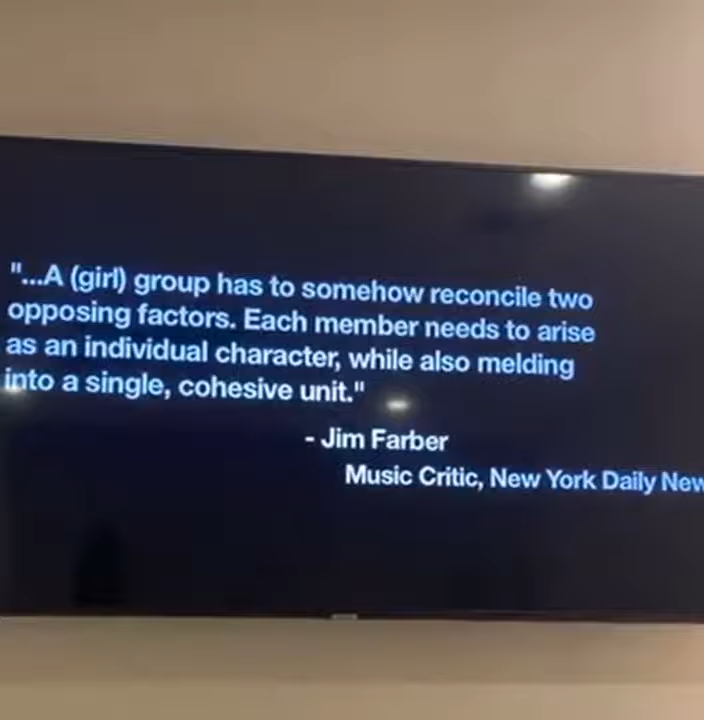 "...A (girl) group has to somehow reconcile two
opposing factors. Each member needs to arise
as an individual character, while also melding
into a single, cohesive unit."
- Jim Farber
Music Critic, New York Daily New